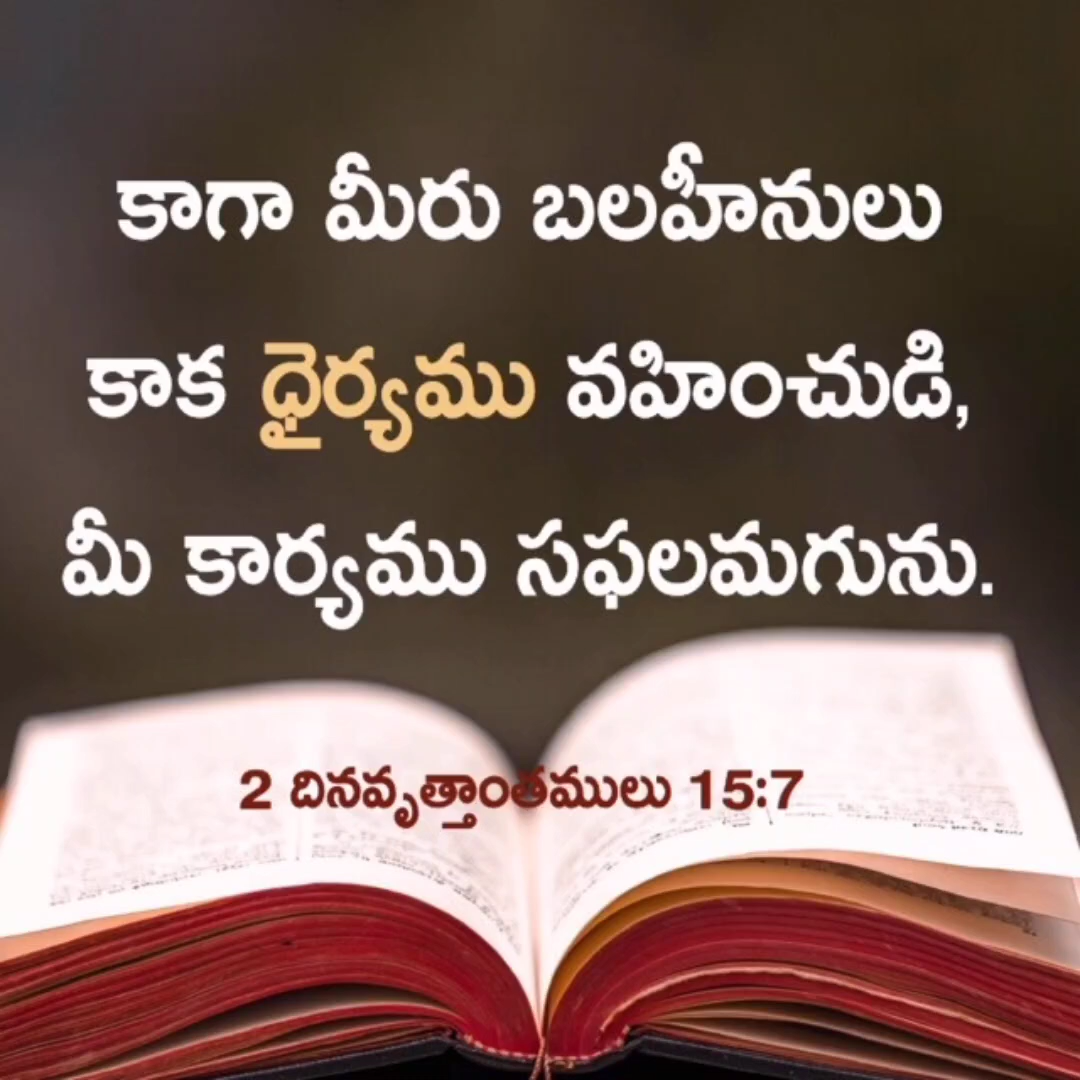 కాగా మీరు బలహీనులు
కాక ధైర్యము వహించుడి,
మీ కార్యము సఫలమగును.
2 దినవృత్తాంతములు 15:7